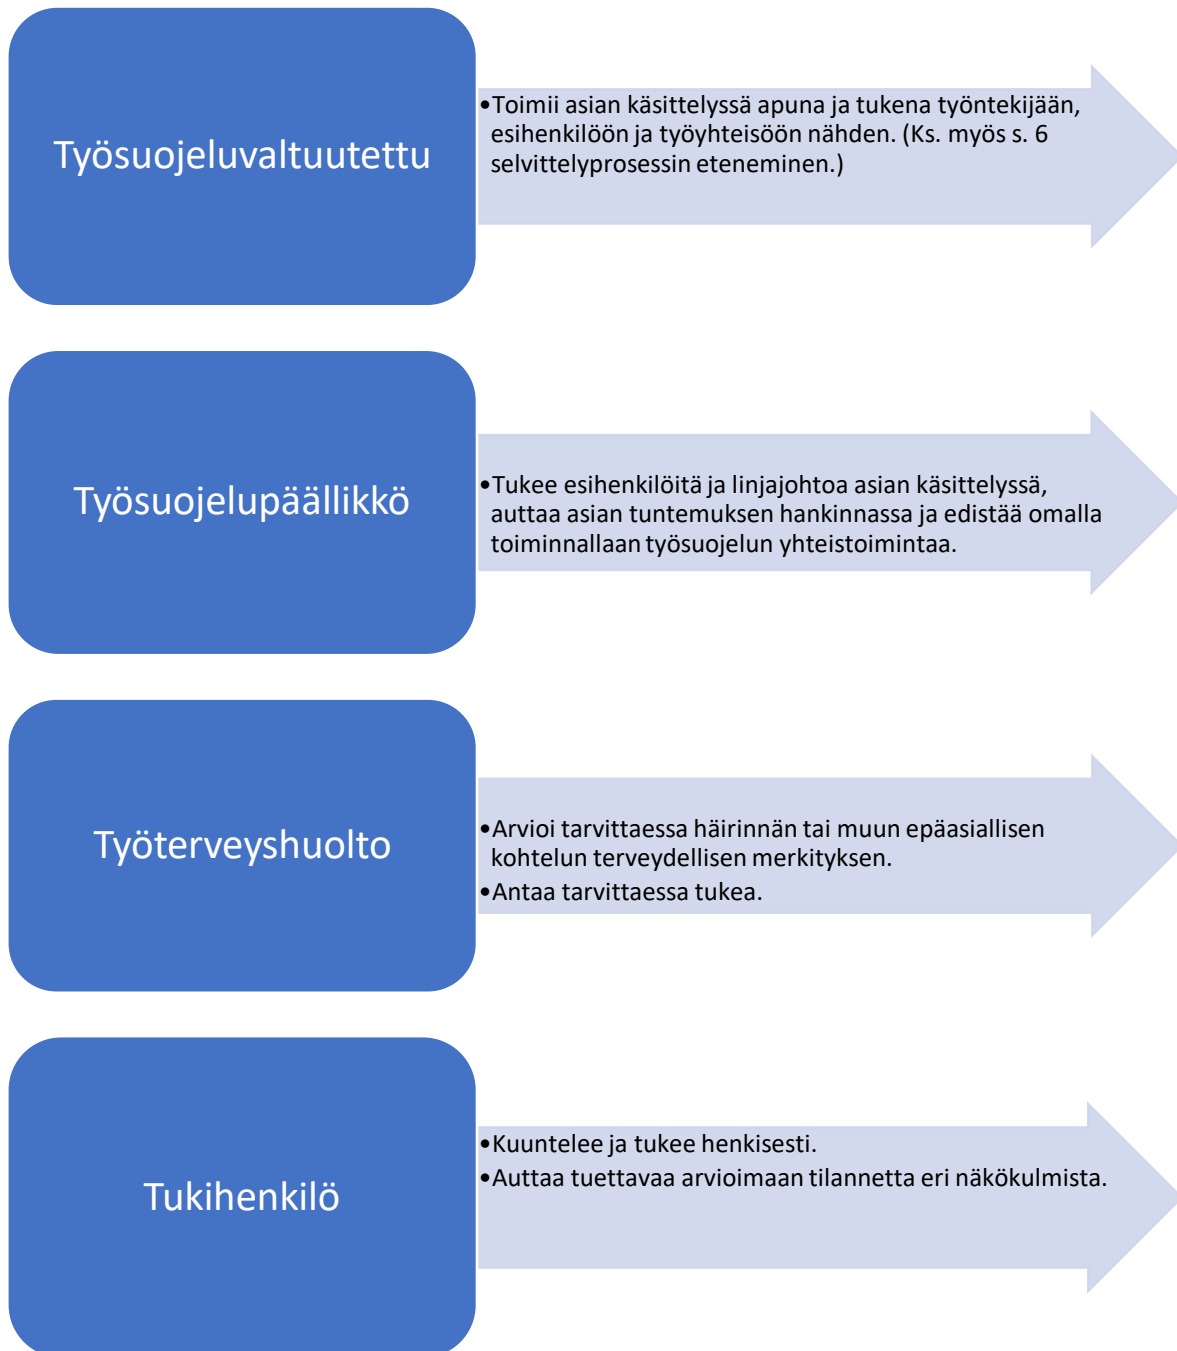 Työsuojeluvaltuutettu
•Toimii asian käsittelyssä apuna ja tukena työntekijään,
esihenkilöön ja työyhteisöön nähden. (Ks. myös s. 6
selvittelyprosessin eteneminen.)
Työsuojelupäällikkö
•Tukee esihenkilöitä ja linjajohtoa asian käsittelyssä,
auttaa asian tuntemuksen hankinnassa ja edistää omalla
toiminnallaan työsuojelun yhteistoimintaa.
Työterveyshuolto
•Arvioi tarvittaessa häirinnän tai muun epäasiallisen
kohtelun terveydellisen merkityksen.
•Antaa tarvittaessa tukea.
Tukihenkilö
•Kuuntelee ja tukee henkisesti.
•Auttaa tuettavaa arvioimaan tilannetta eri näkökulmista.